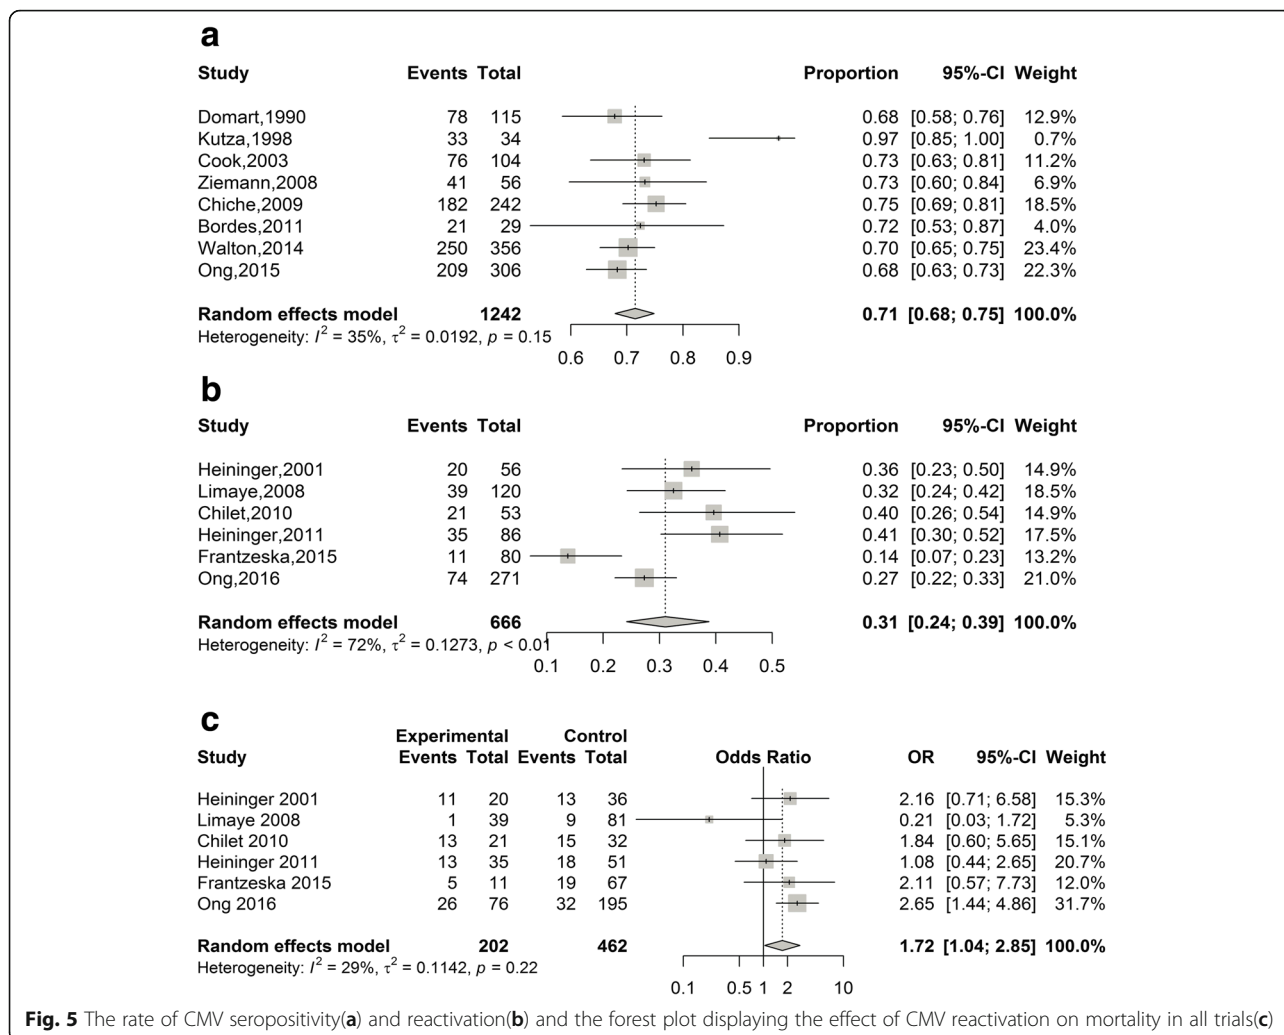 a
Study Events Total Proportion 95%-CI Weight
Domart,1990 78 115 0.68 [0.58; 0.76] 12.9%
Kutza,1998 33 34 0.97 [0.85; 1.00] 0.7%
Cook,2003 76 104 0.73 [0.63; 0.81] 11.2%
Ziemann,2008 41 56 0.73 [0.60; 0.84] 6.9%
Chiche,2009 182 242 0.75 [0.69; 0.81] 18.5%
Bordes,2011 21 29 0.72 [0.53; 0.87] 4.0%
Walton,2014 250 356 0.70 [0.65; 0.75] 23.4%
Ong,2015 209 306 0.68 [0.63; 0.73] 22.3%
Random effects model 1242 0.71 [0.68; 0.75] 100.0%
Heterogeneity: I² = 35%, τ² = 0.0192, p = 0.15
0.6 0.7 0.8 0.9
b
Study Events Total Proportion 95%-CI Weight
Heininger,2001 20 56 0.36 [0.23; 0.50] 14.9%
Limaye,2008 39 120 0.32 [0.24; 0.42] 18.5%
Chilet,2010 21 53 0.40 [0.26; 0.54] 14.9%
Heininger,2011 35 86 0.41 [0.30; 0.52] 17.5%
Frantzeska,2015 11 80 0.14 [0.07; 0.23] 13.2%
Ong,2016 74 271 0.27 [0.22; 0.33] 21.0%
Random effects model 666 0.31 [0.24; 0.39] 100.0%
Heterogeneity: I² = 72%, τ² = 0.1273, p < 0.01
0.1 0.2 0.3 0.4 0.5
c
Experimental Control
Study Events Total Events Total Odds Ratio OR 95%-CI Weight
Heininger 2001 11 20 13 36 2.16 [0.71; 6.58] 15.3%
Limaye 2008 1 39 9 81 0.21 [0.03; 1.72] 5.3%
Chilet 2010 13 21 15 32 1.84 [0.60; 5.65] 15.1%
Heininger 2011 13 35 18 51 1.08 [0.44; 2.65] 20.7%
Frantzeska 2015 5 11 19 67 2.11 [0.57; 7.73] 12.0%
Ong 2016 26 76 32 195 2.65 [1.44; 4.86] 31.7%
Random effects model 202 462 1.72 [1.04; 2.85] 100.0%
Heterogeneity: I² = 29%, τ² = 0.1142, p = 0.22
0.1 0.5 1 2 10
Fig. 5 The rate of CMV seropositivity(a) and reactivation(b) and the forest plot displaying the effect of CMV reactivation on mortality in all trials(c)